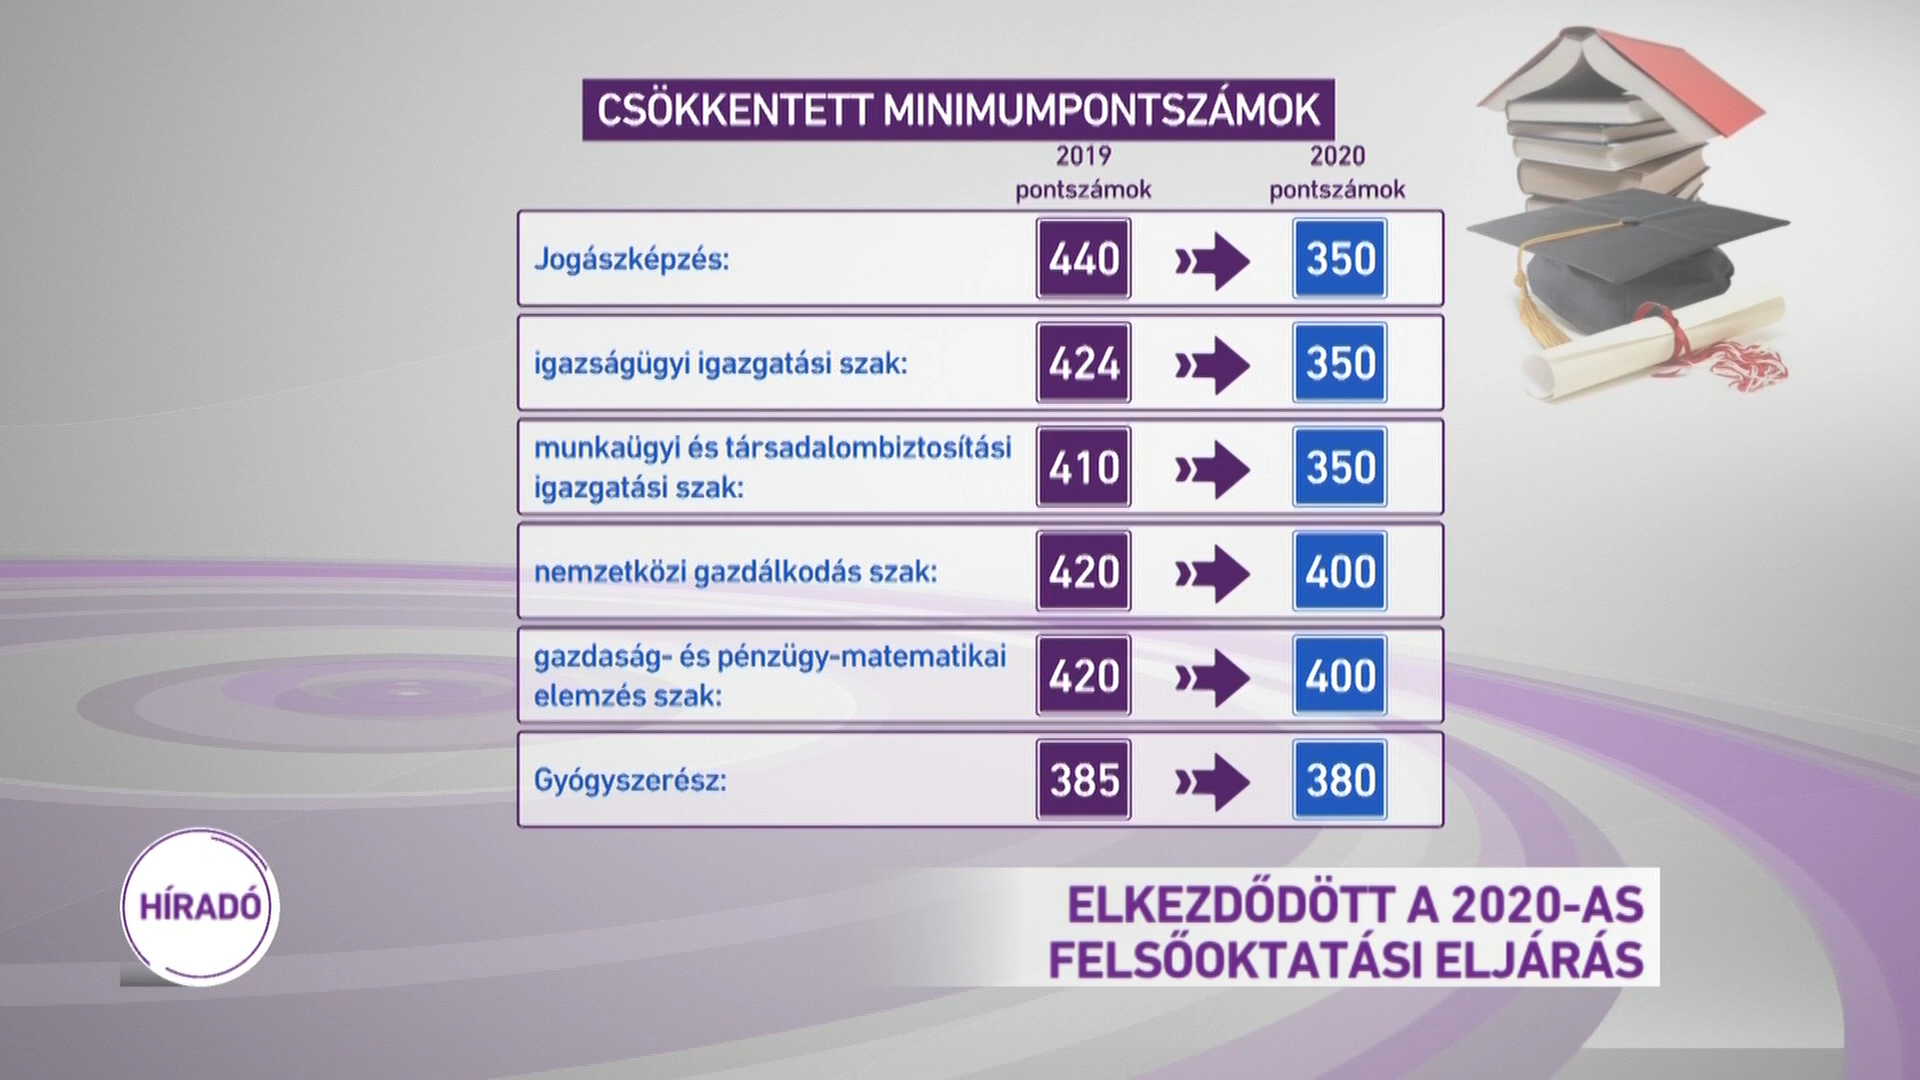 CSÖKKENTETT MINIMUMPONTSZÁMOK
2019 2020
pontszámok pontszámok
Jogászképzés: 440 350
igazságügyi igazgatási szak: 424 350
munkaügyi és társadalombiztosítási
igazgatási szak: 410 350
nemzetközi gazdálkodás szak: 420 400
gazdaság- és pénzügy-matematikai
elemzés szak: 420 400
Gyógyszerész: 385 380
HÍRADÓ
ELKEZDŐDÖTT A 2020-AS
FELSŐOKTATÁSI ELJÁRÁS